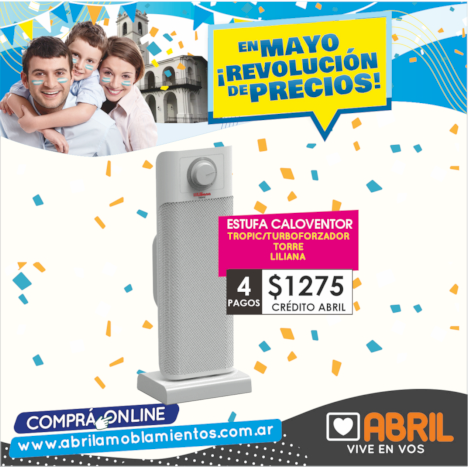 EN MAYO
¡REVOLUCIÓN
DE PRECIOS!
ESTUFA CALOVENTOR
TROPIC/TURBOFORZADOR
TORRE
LILIANA
4
PAGOS
$1275
CRÉDITO ABRIL
COMPRÁ ONLINE
www.abrilamoblamientos.com.ar
ABRIL
VIVE EN VOS